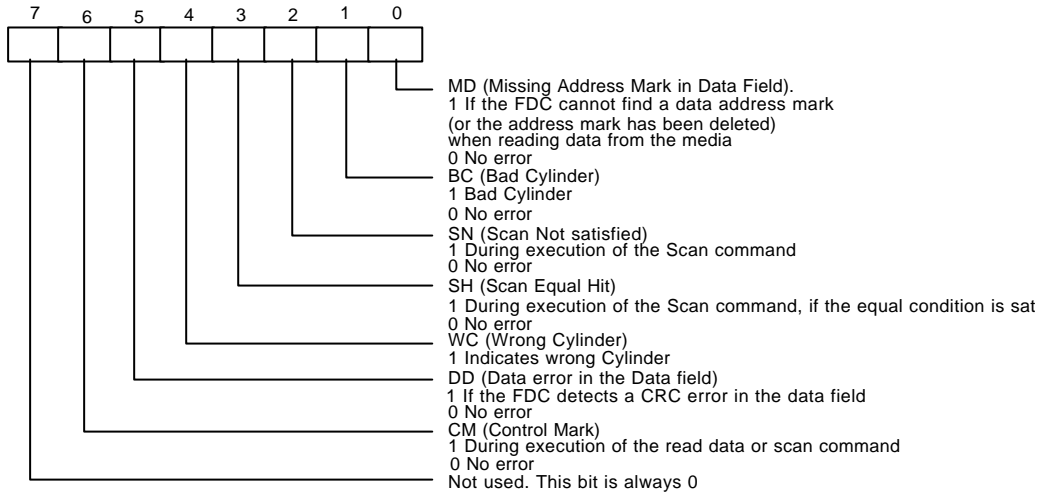 7 6 5 4 3 2 1 0
MD (Missing Address Mark in Data Field).
1 If the FDC cannot find a data address mark
(or the address mark has been deleted)
when reading data from the media
0 No error
BC (Bad Cylinder)
1 Bad Cylinder
0 No error
SN (Scan Not satisfied)
1 During execution of the Scan command
0 No error
SH (Scan Equal Hit)
1 During execution of the Scan command, if the equal condition is sat
0 No error
WC (Wrong Cylinder)
1 Indicates wrong Cylinder
DD (Data error in the Data field)
1 If the FDC detects a CRC error in the data field
0 No error
CM (Control Mark)
1 During execution of the read data or scan command
0 No error
Not used. This bit is always 0